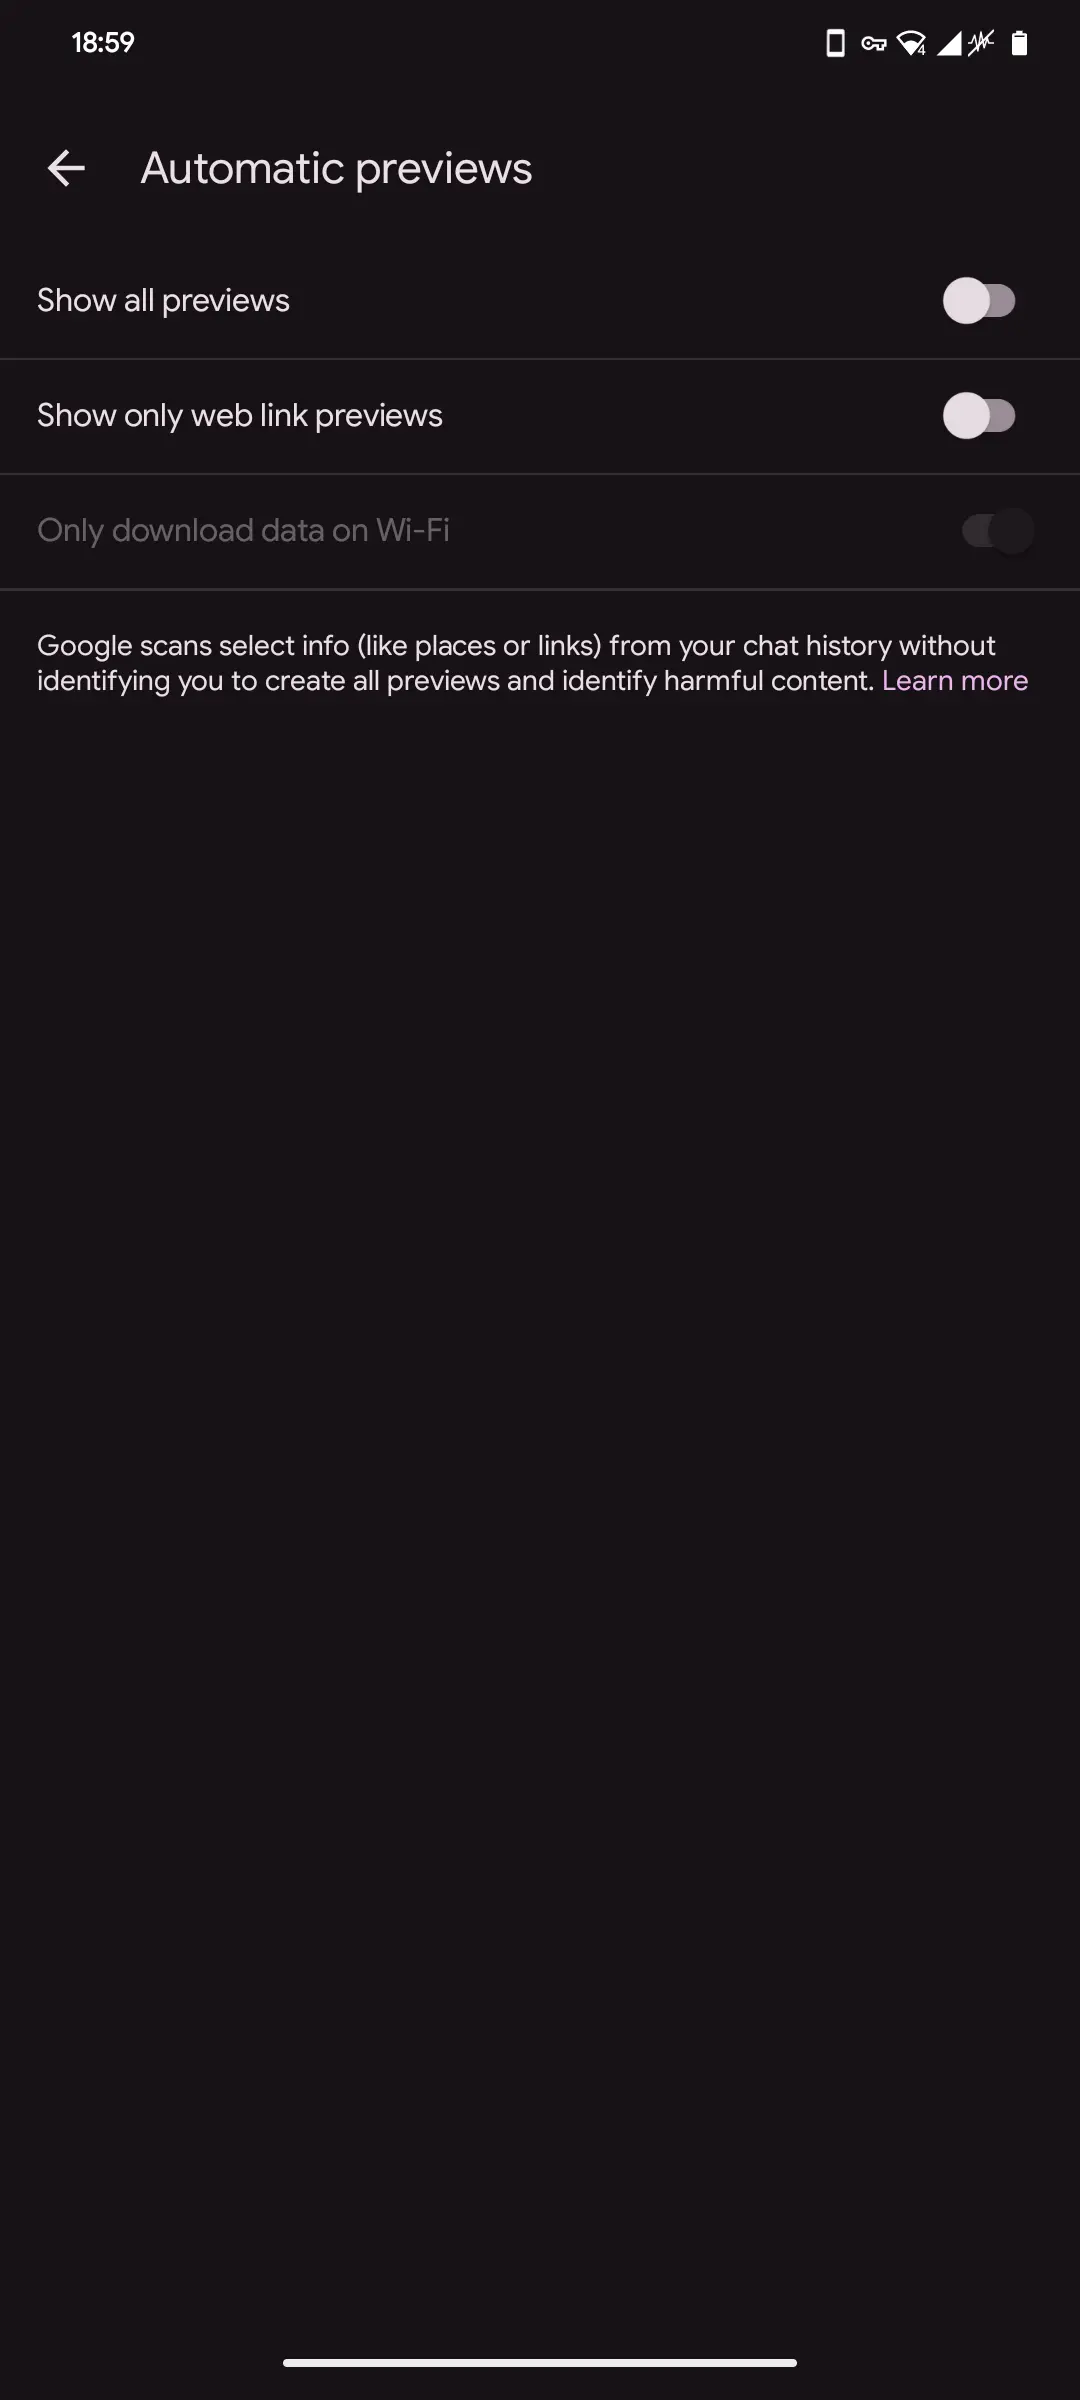 18:59
Automatic previews
Show all previews
Show only web link previews
Only download data on Wi-Fi
Google scans select info (like places or links) from your chat history without
identifying you to create all previews and identify harmful content. Learn more